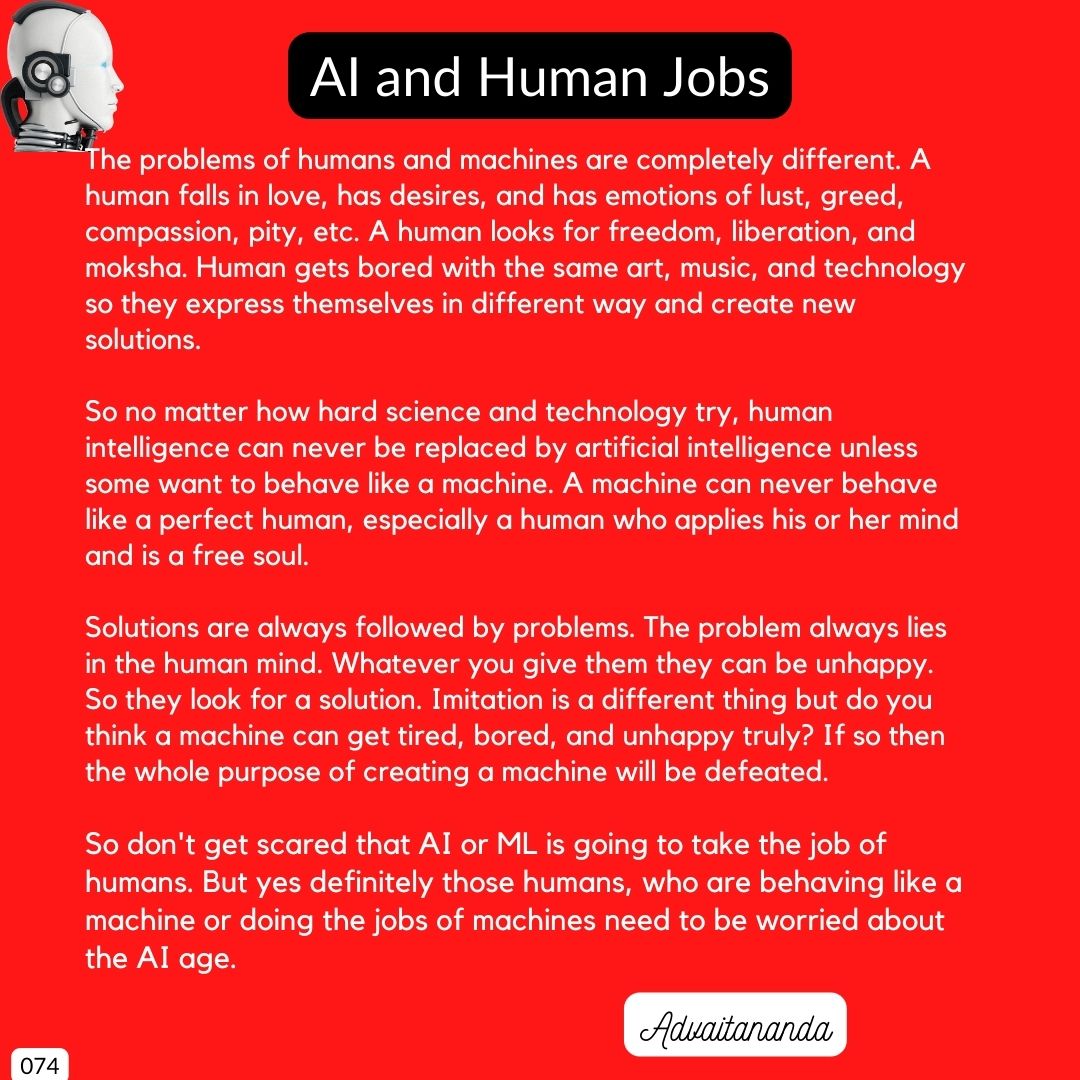 AI and Human Jobs
The problems of humans and machines are completely different. A
human falls in love, has desires, and has emotions of lust, greed,
compassion, pity, etc. A human looks for freedom, liberation, and
moksha. Human gets bored with the same art, music, and technology
so they express themselves in different way and create new
solutions.
So no matter how hard science and technology try, human
intelligence can never be replaced by artificial intelligence unless
some want to behave like a machine. A machine can never behave
like a perfect human, especially a human who applies his or her mind
and is a free soul.
Solutions are always followed by problems. The problem always lies
in the human mind. Whatever you give them they can be unhappy.
So they look for a solution. Imitation is a different thing but do you
think a machine can get tired, bored, and unhappy truly? If so then
the whole purpose of creating a machine will be defeated.
So don't get scared that AI or ML is going to take the job of
humans. But yes definitely those humans, who are behaving like a
machine or doing the jobs of machines need to be worried about
the AI age.
Advaitananda
074